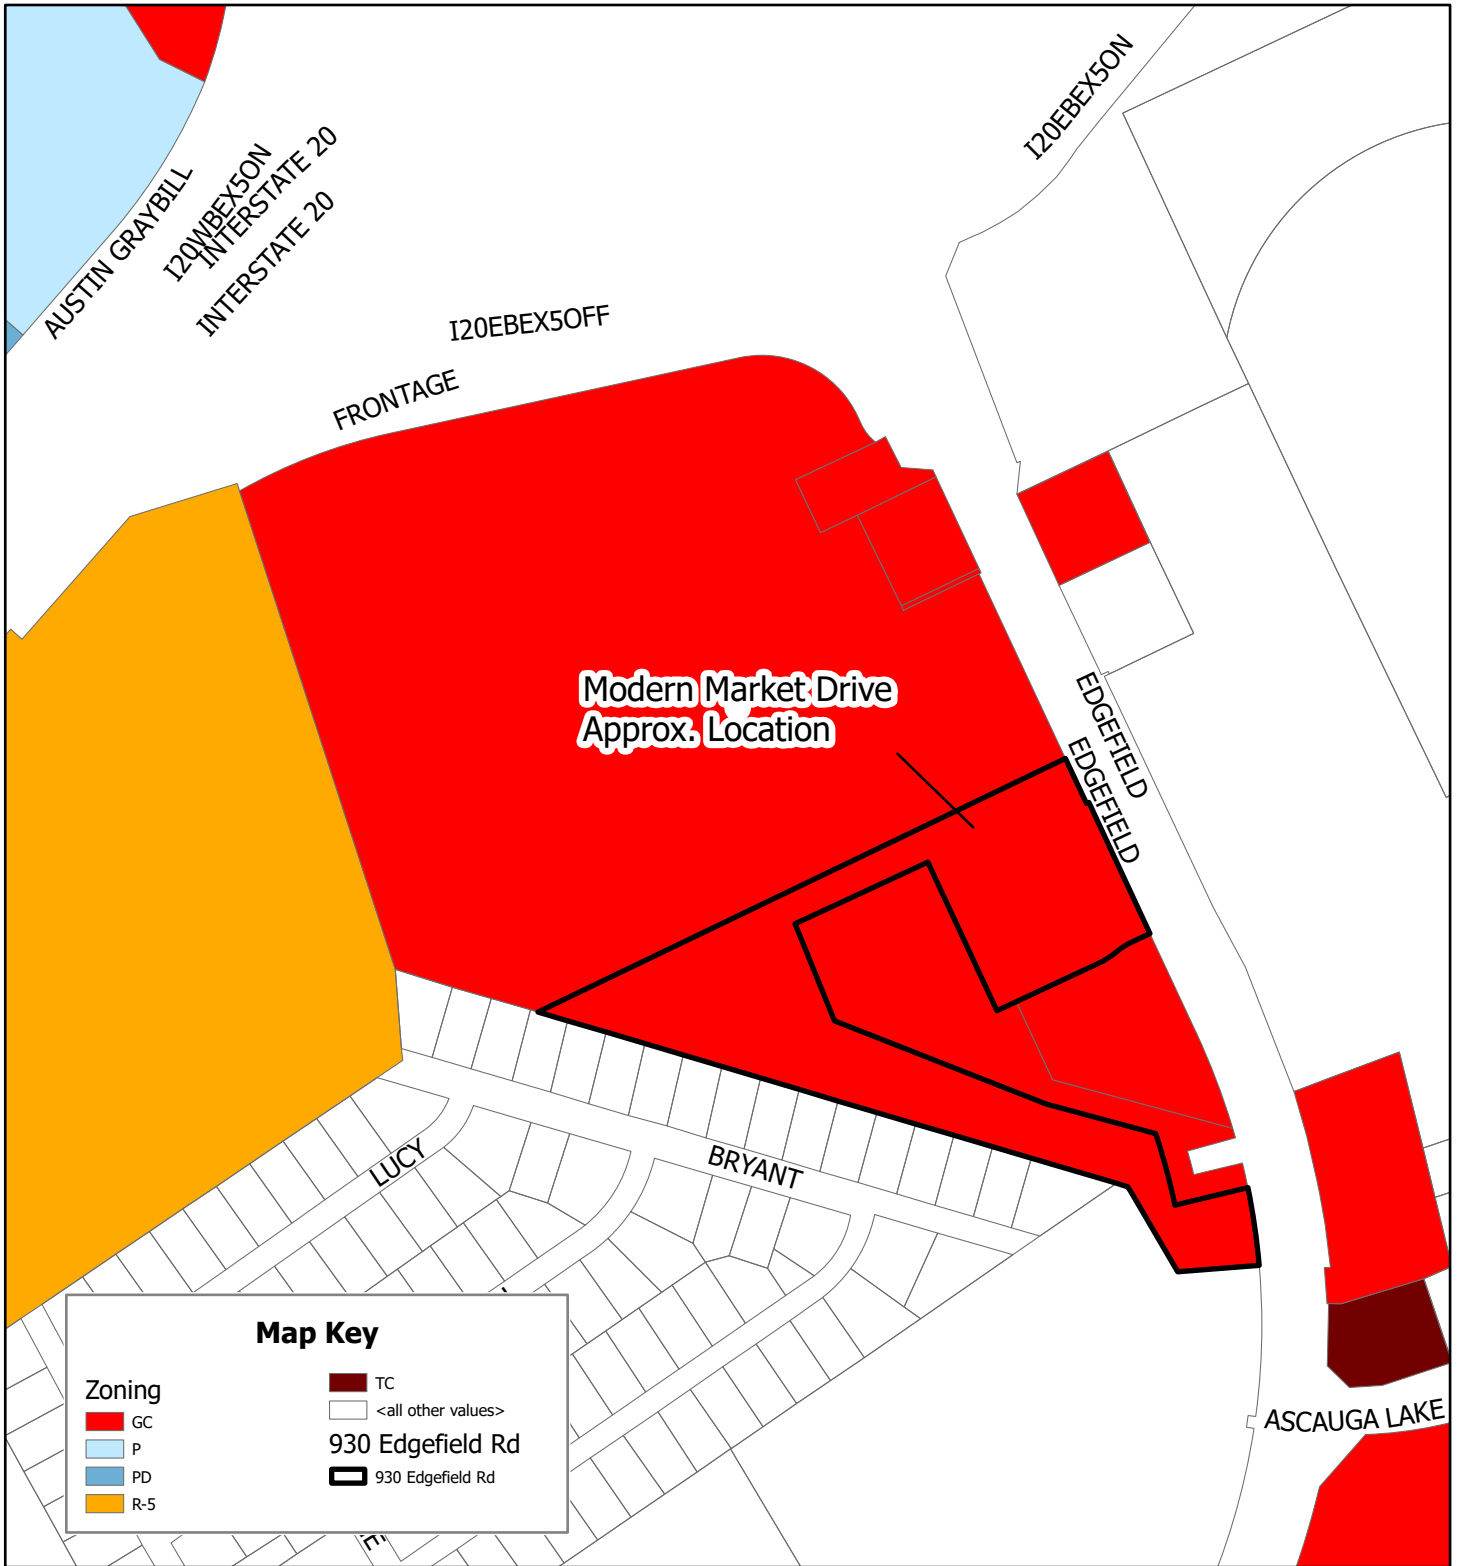 I20EBEX5ON
AUSTIN GRAYBILL
I20WBEX5ON
INTERSTATE 20
INTERSTATE 20
I20EBEX5OFF
FRONTAGE
Modern Market Drive
Approx. Location
EDGEFIELD
EDGEFIELD
LUCY
BRYANT
ASCAUGA LAKE
Map Key
Zoning
GC
P
PD
R-5
TC
<all other values>
930 Edgefield Rd
930 Edgefield Rd